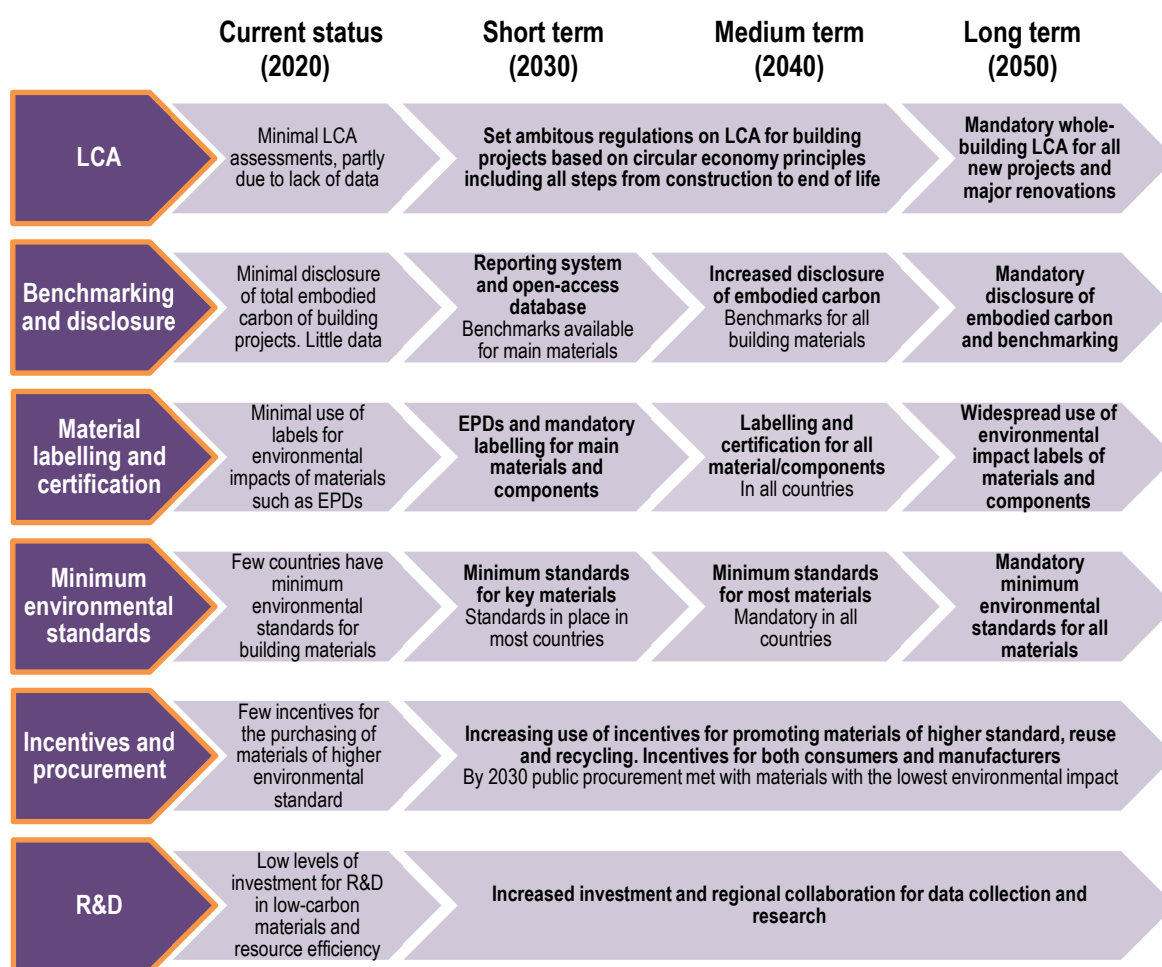 Current status
(2020)
Short term
(2030)
Medium term
(2040)
Long term
(2050)
LCA
Minimal LCA
assessments, partly
due to lack of data
Set ambitous regulations on LCA for building
projects based on circular economy principles
including all steps from construction to end of life
Mandatory whole-
building LCA for all
new projects and
major renovations
Benchmarking
and disclosure
Minimal disclosure
of total embodied
carbon of building
projects. Little data
Reporting system
and open-access
database
Benchmarks available
for main materials
Increased disclosure
of embodied carbon
Benchmarks for all
building materials
Mandatory
disclosure of
embodied carbon
and benchmarking
Material
labelling and
certification
Minimal use of
labels for
environmental
impacts of materials
such as EPDs
EPDs and mandatory
labelling for main
materials and
components
Labelling and
certification for all
material/components
In all countries
Widespread use of
environmental
impact labels of
materials and
components
Minimum
environmental
standards
Few countries have
minimum
environmental
standards for
building materials
Minimum standards
for key materials
Standards in place in
most countries
Minimum standards
for most materials
Mandatory in all
countries
Mandatory
minimum
environmental
standards for all
materials
Incentives and
procurement
Few incentives for
the purchasing of
materials of higher
environmental
standard
Increasing use of incentives for promoting materials of higher standard, reuse
and recycling. Incentives for both consumers and manufacturers
By 2030 public procurement met with materials with the lowest environmental impact
R&D
Low levels of
investment for R&D
in low-carbon
materials and
resource efficiency
Increased investment and regional collaboration for data collection and
research